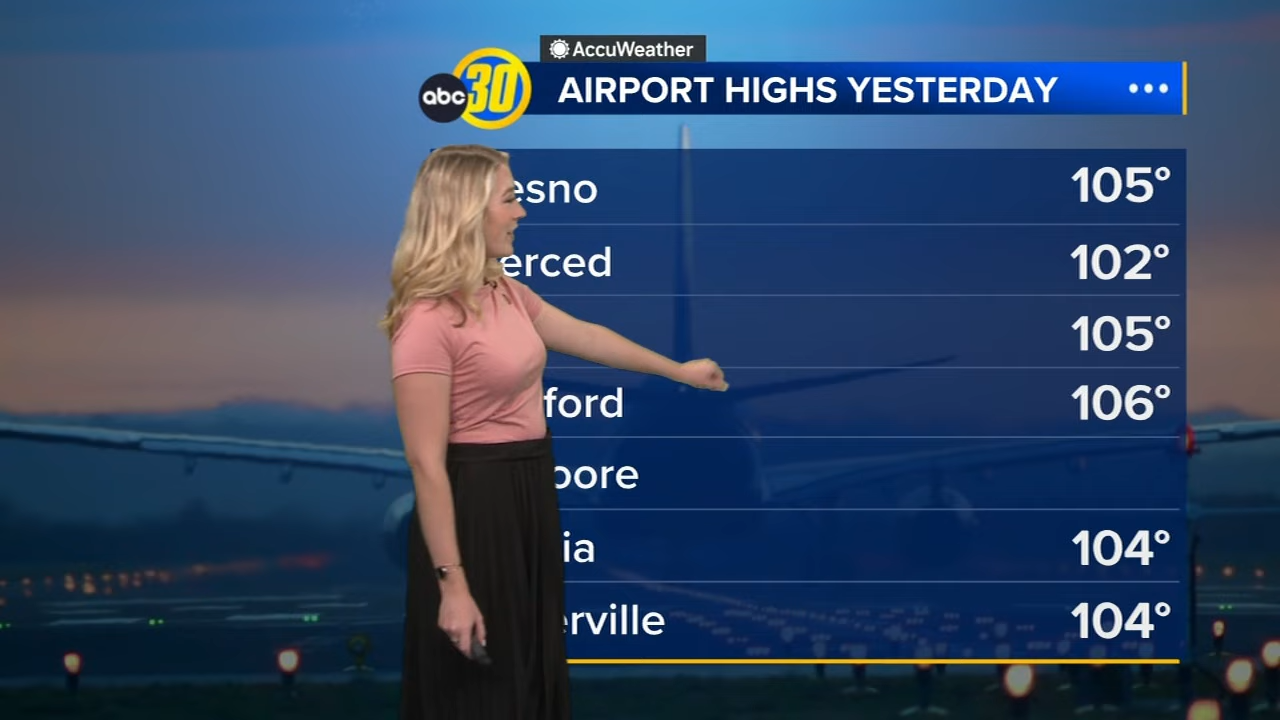 AccuWeather
abc 30 AIRPORT HIGHS YESTERDAY
esno 105°
erced 102°
105°
ford 106°
oore
ia 104°
erville 104°